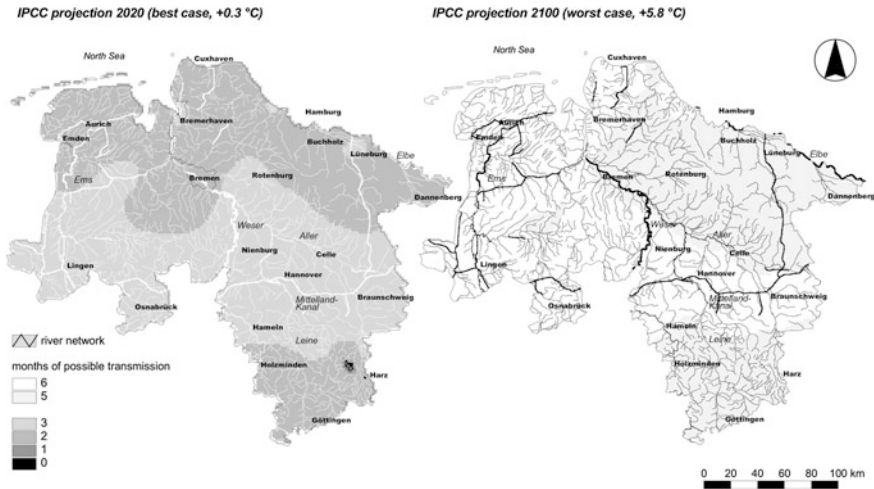 IPCC projection 2020 (best case, +0.3 °C)
North Sea
Cuxhaven
Hamburg
Bremerhaven
Aurich
Emden
Buchholz
Lüneburg
Elbe
Ems
Bremen
Rotenburg
Dannenberg
Weser
Aller
Nienburg
Celle
Lingen
Hannover
Osnabrück
Mittelland-
Kanal
Braunschweig
Hameln
Leine
Holzminden
Harz
Göttingen
river network
months of possible transmission
6
5
3
2
1
0
IPCC projection 2100 (worst case, +5.8 °C)
North Sea
Cuxhaven
Hamburg
Bremerhaven
Aurich
Emden
Buchholz
Lüneburg
Elbe
Ems
Bremen
Rotenburg
Dannenberg
Weser
Aller
Nienburg
Celle
Lingen
Hannover
Osnabrück
Mittelland-
Kanal
Braunschweig
Hameln
Leine
Holzminden
Harz
Göttingen
0 20 40 60 80 100 km